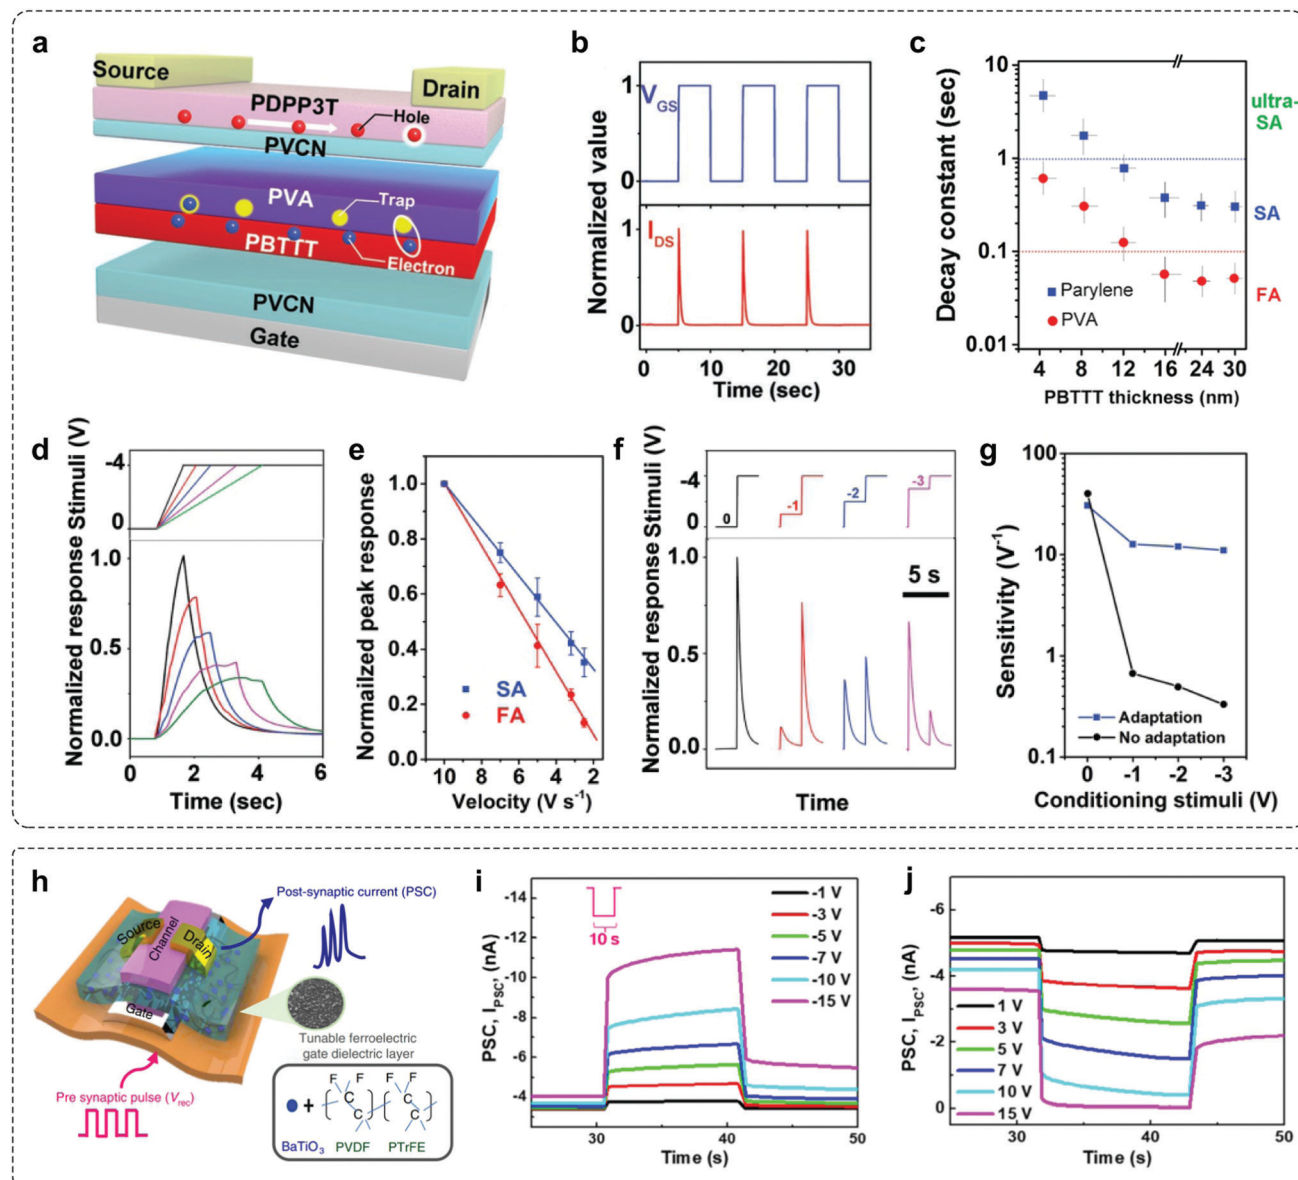 a
Source
Drain
PDPP3T
Hole
PVCN
PVA
Trap
PBTTT
Electron
PVCN
Gate
b
Normalized value
1
VGS
0
1
IDS
0
0 10 20 30
Time (sec)
c
Decay constant (sec)
10
1
0.1
0.01
ultra-
SA
SA
FA
Parylene
PVA
4 8 12 16 24 30
PBTTT thickness (nm)
d
Normalized response Stimuli (V)
-4
0
1.0
0.5
0.0
0 2 4 6
Time (sec)
e
Normailzed peak response
1.0
0.8
0.6
0.4
0.2
0.0
SA
FA
10 8 6 4 2
Velocity (V s⁻¹)
f
Normalized response Stimuli (V)
-4
0
0
-1
-2
-3
1.0
0.5
0.0
5 s
Time
g
Sensitivity (V⁻¹)
100
10
1
0.1
Adaptation
No adaptation
0 -1 -2 -3
Conditioning stimuli (V)
h
Post-synaptic current (PSC)
Source
Channel
Drain
Gate
Tunable ferroelectric
gate dielectric layer
Pre synaptic pulse (Vrec)
F F F F
C C
C C
+
BaTiO₃ PVDF PTrFE
i
PSC, IPSC, (nA)
-14
-12
-10
-8
-6
-4
10 s
-1 V
-3 V
-5 V
-7 V
-10 V
-15 V
30 40 50
Time (s)
j
PSC, IPSC, (nA)
-6
-4
-2
0
1 V
3 V
5 V
7 V
10 V
15 V
30 40 50
Time (s)